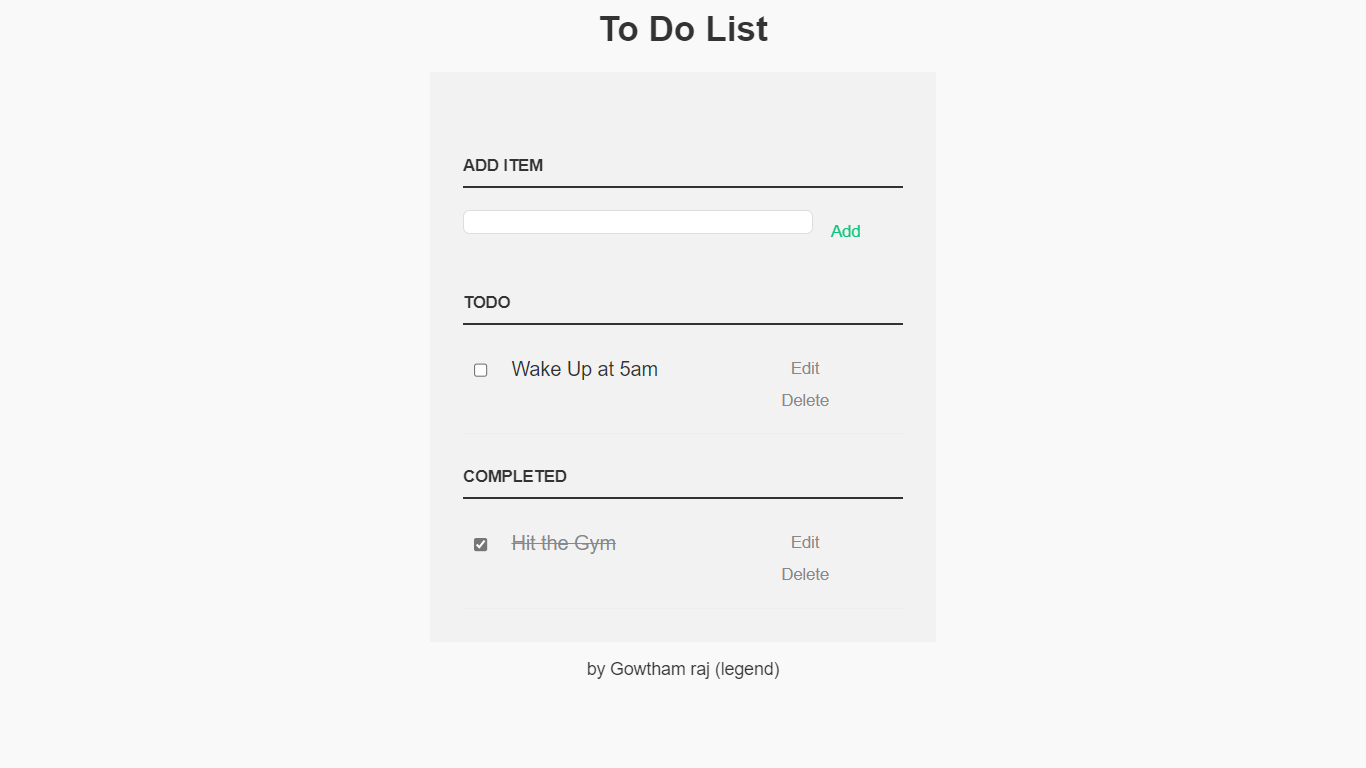 To Do List
ADD ITEM
Add
TODO
Wake Up at 5am
Edit
Delete
COMPLETED
Hit the Gym
Edit
Delete
by Gowtham raj (legend)